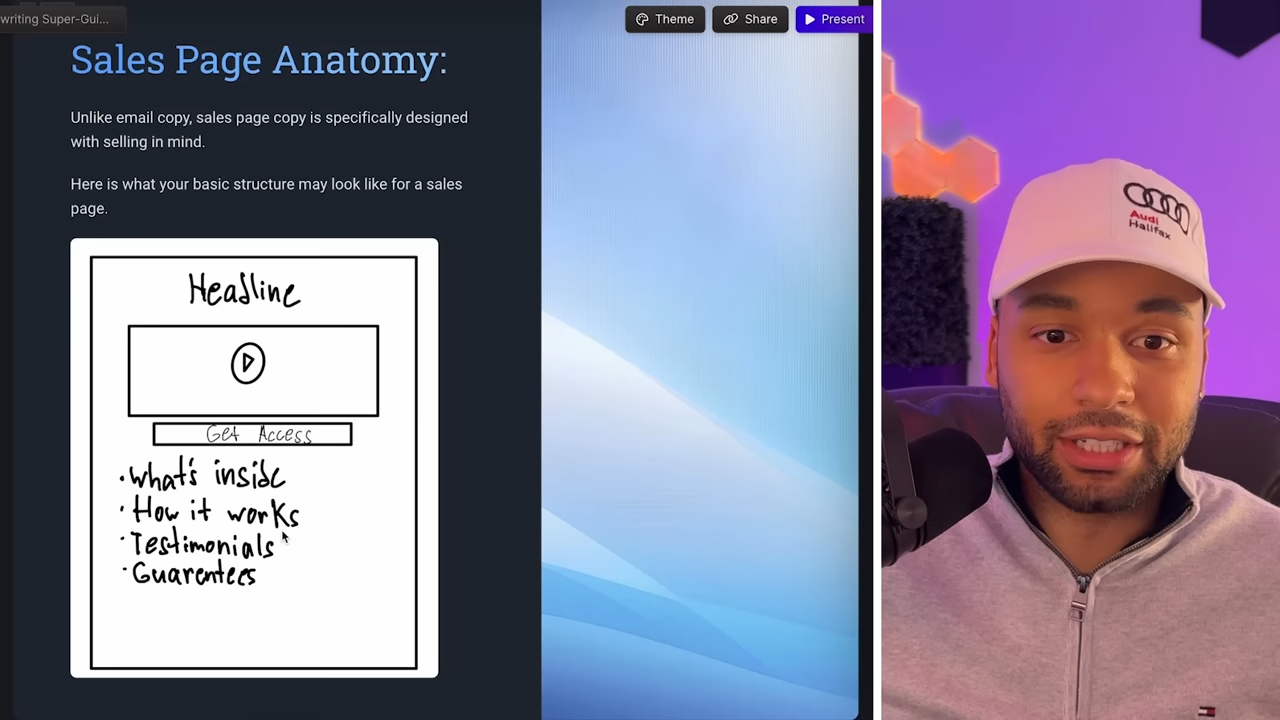 writing Super-Gui...
Theme
Share
Present
Sales Page Anatomy:
Unlike email copy, sales page copy is specifically designed
with selling in mind.
Here is what your basic structure may look like for a sales
page.
Headline
Get Access
· What's inside
· How it works
· Testimonials
· Guarentees
Audi
Halifax